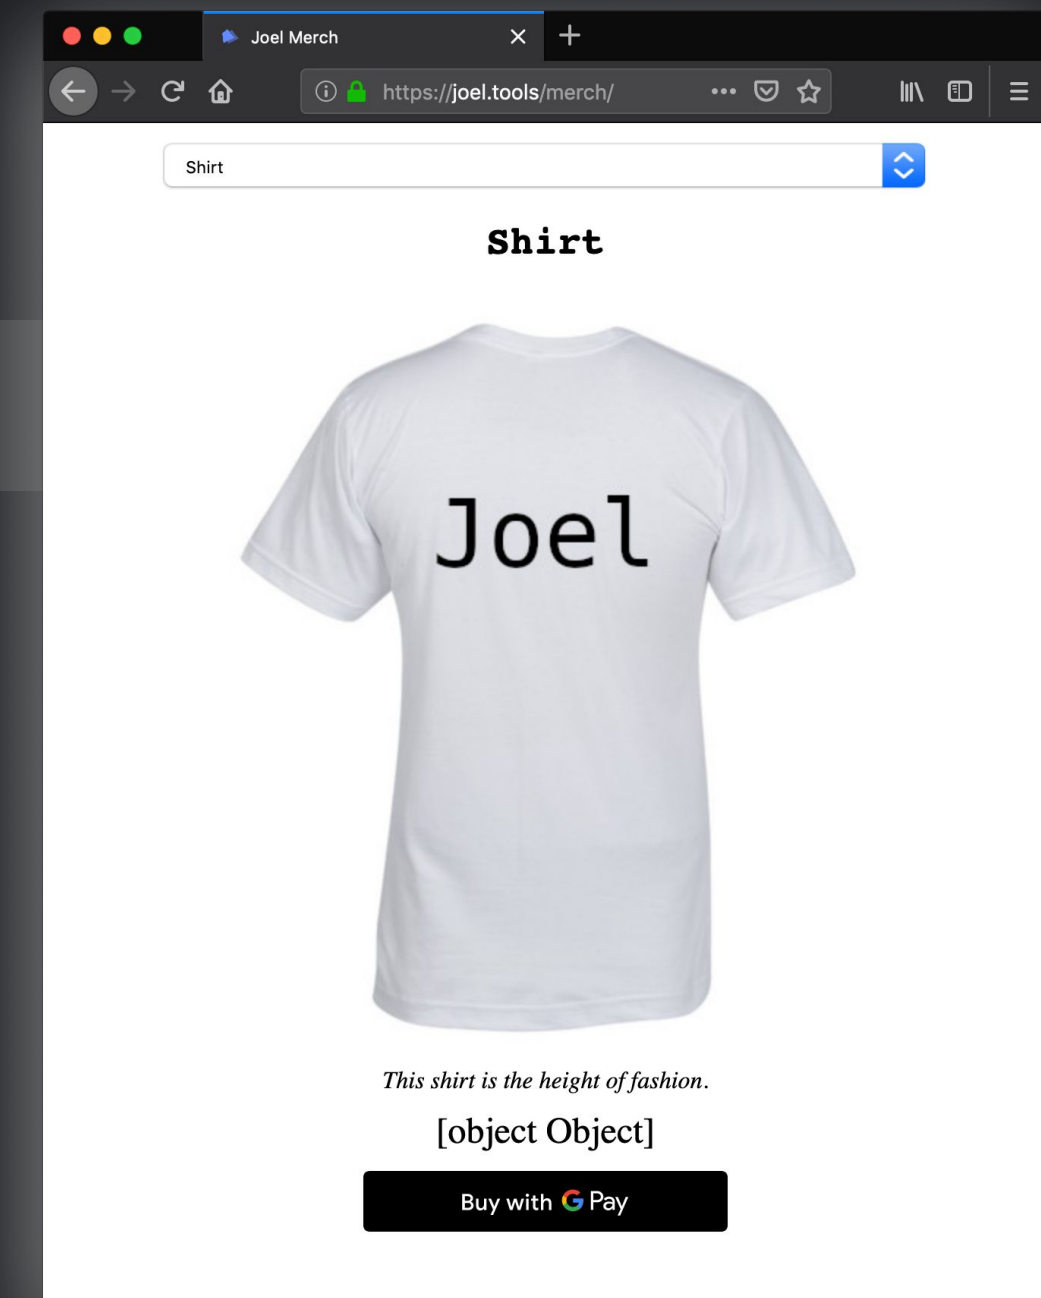 Joel Merch
https://joel.tools/merch/
Shirt
Shirt
Joel
This shirt is the height of fashion.
[object Object]
Buy with G Pay